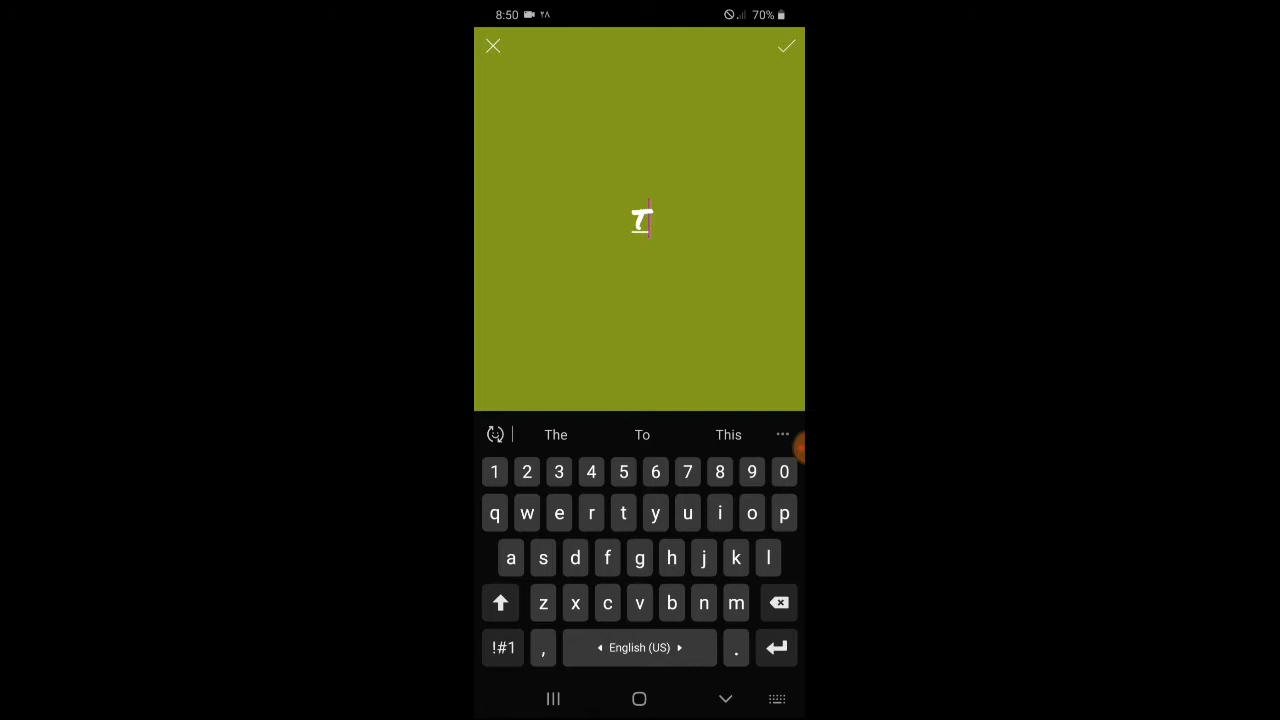 8:50 ٢٨ 70%
T
The To This
1 2 3 4 5 6 7 8 9 0
q w e r t y u i o p
a s d f g h j k l
z x c v b n m
!#1 , English (US) .